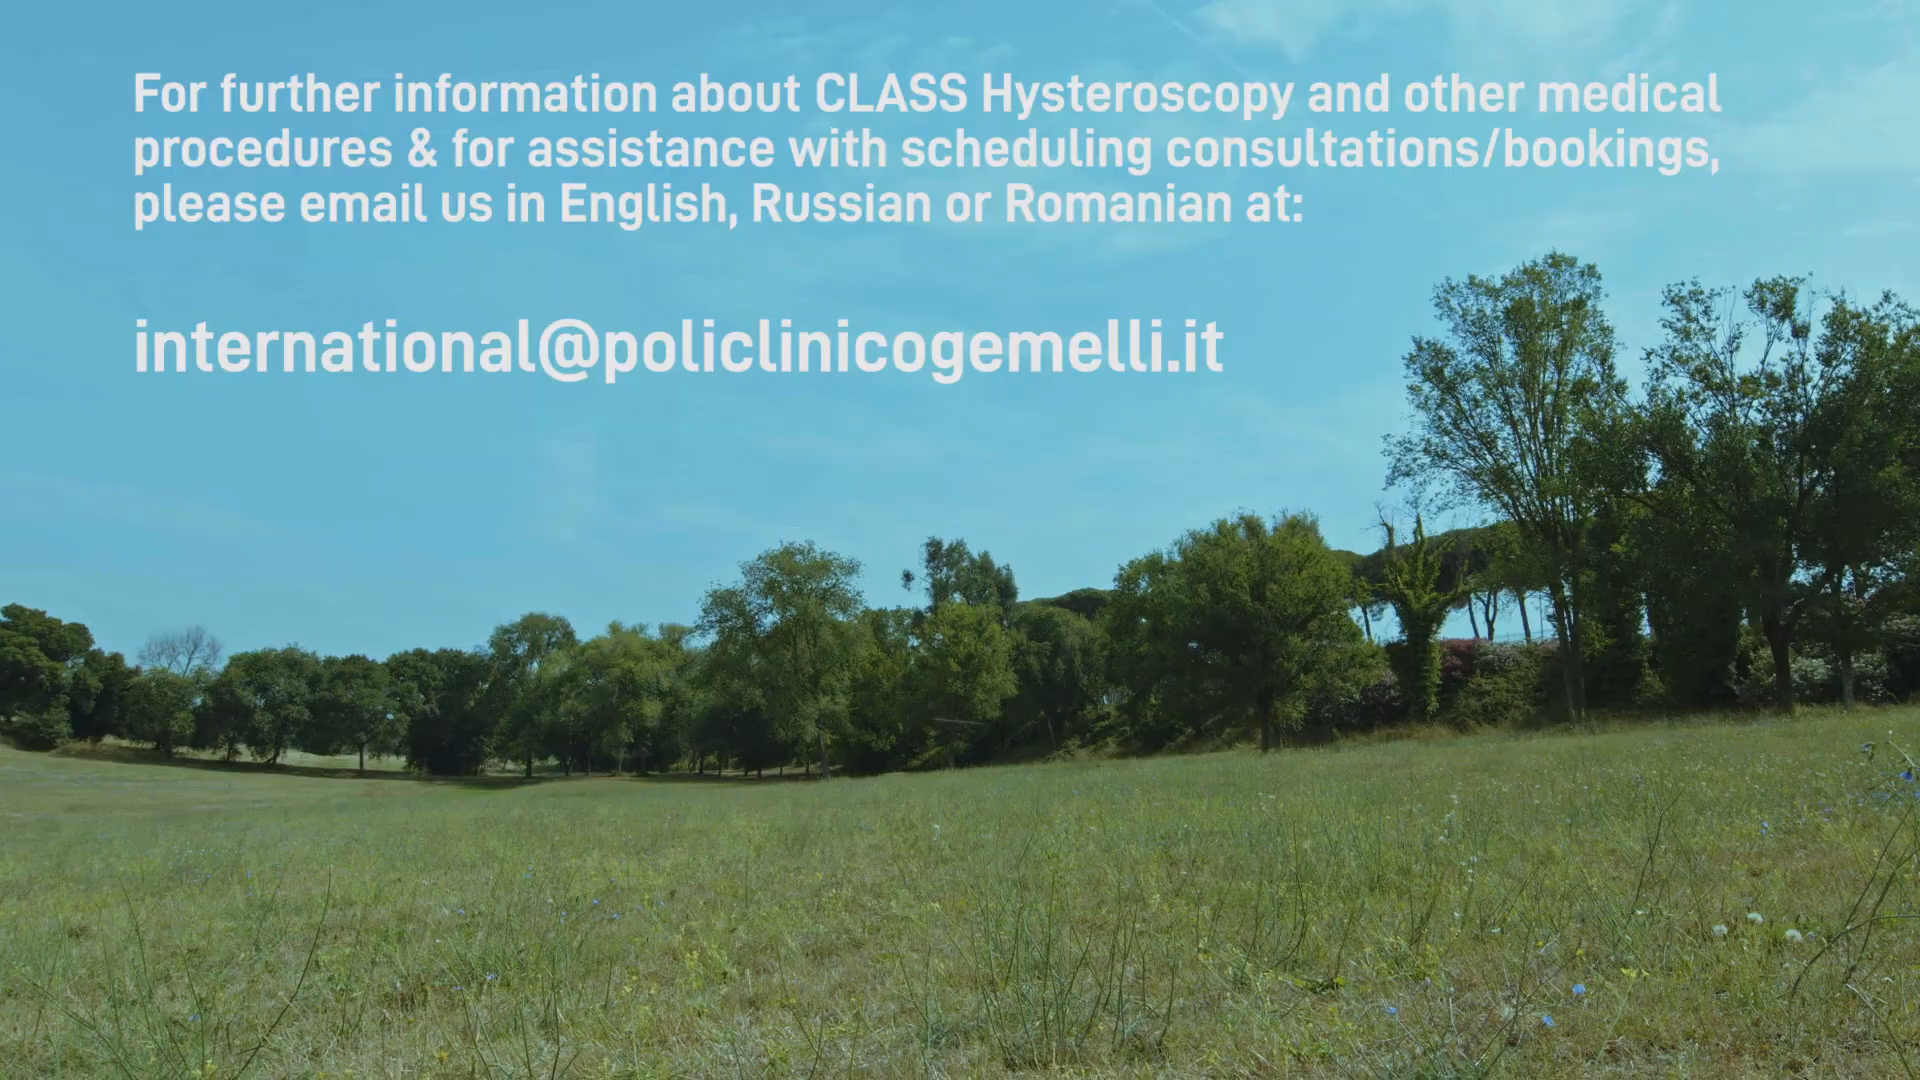 For further information about CLASS Hysteroscopy and other medical
procedures & for assistance with scheduling consultations/bookings,
please email us in English, Russian or Romanian at:
international@policlinicogemelli.it